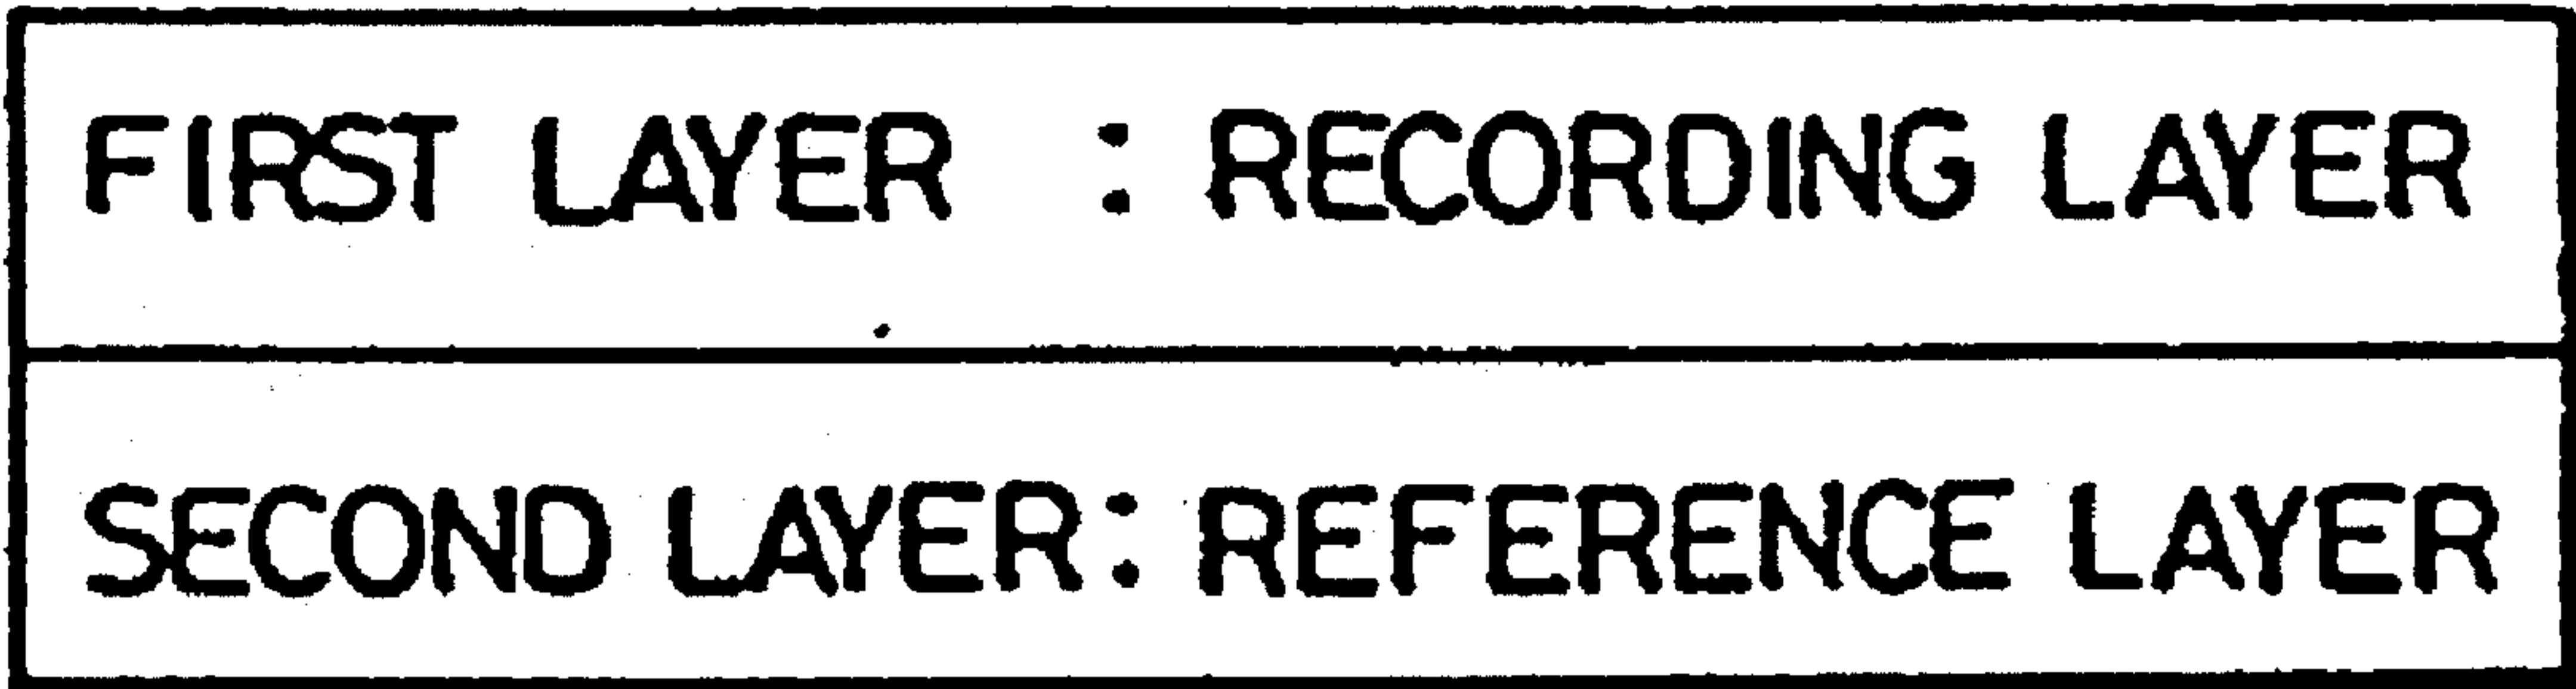 FIRST LAYER : RECORDING LAYER
SECOND LAYER: REFERENCE LAYER